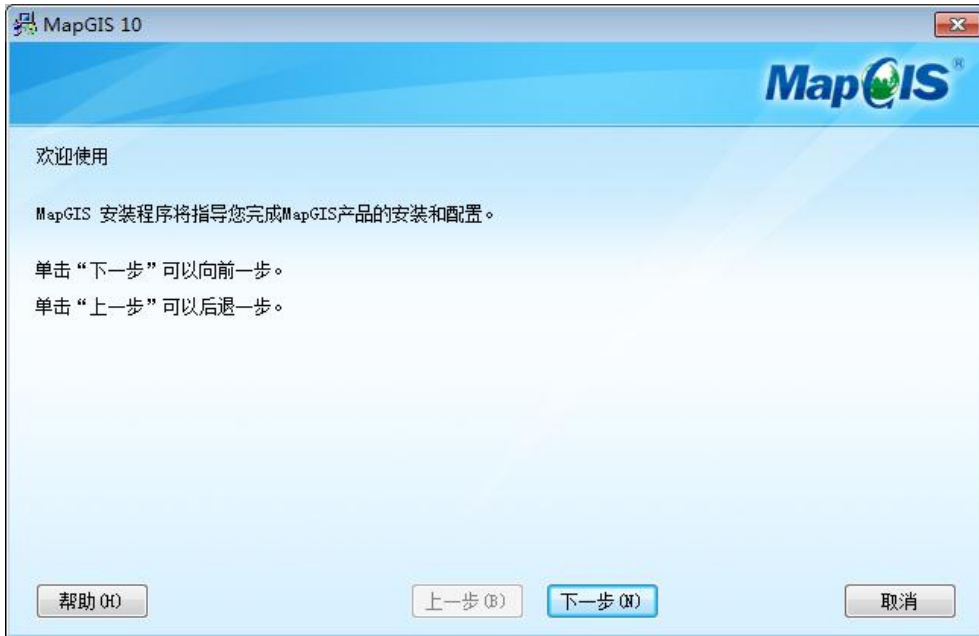 MapGIS 10
MapGIS®
欢迎使用
MapGIS 安装程序将指导您完成MapGIS产品的安装和配置。
单击“下一步”可以向前一步。
单击“上一步”可以后退一步。
帮助(H) 上一步(B) 下一步(N) 取消